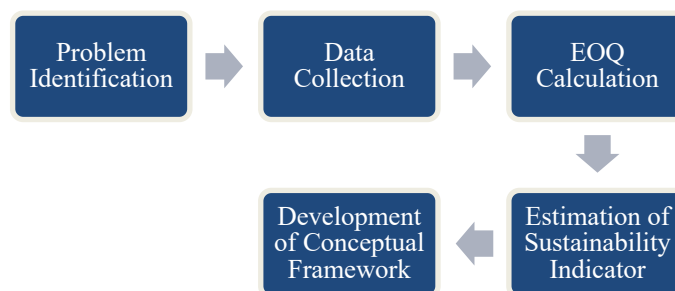 Problem
Identification
Data
Collection
EOQ
Calculation
Estimation of
Sustainability
Indicator
Development
of Conceptual
Framework